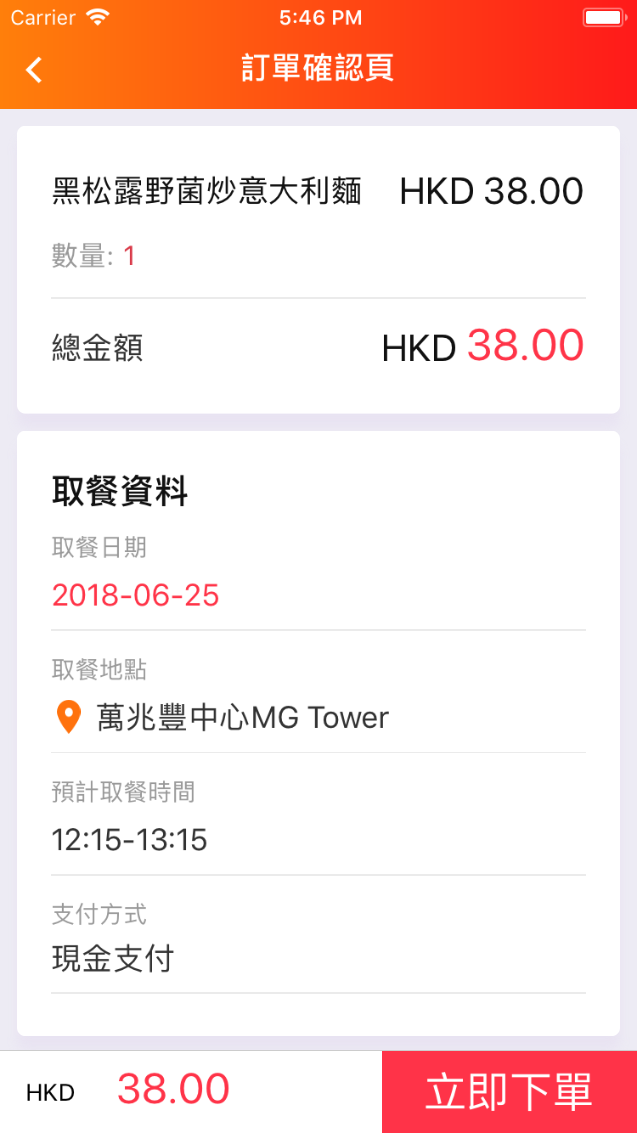 Carrier 5:46 PM
訂單確認頁
黑松露野菌炒意大利麵 HKD 38.00
數量: 1
總金額 HKD 38.00
取餐資料
取餐日期
2018-06-25
取餐地點
萬兆豐中心MG Tower
預計取餐時間
12:15-13:15
支付方式
現金支付
HKD 38.00 立即下單